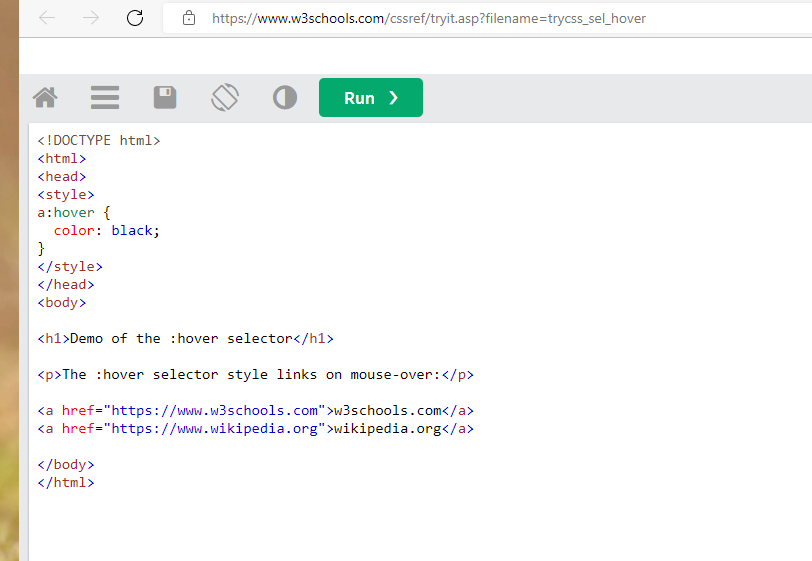 https://www.w3schools.com/cssref/tryit.asp?filename=trycss_sel_hover
Run ❯
<!DOCTYPE html>
<html>
<head>
<style>
a:hover {
  color: black;
}
</style>
</head>
<body>

<h1>Demo of the :hover selector</h1>

<p>The :hover selector style links on mouse-over:</p>

<a href="https://www.w3schools.com">w3schools.com</a>
<a href="https://www.wikipedia.org">wikipedia.org</a>

</body>
</html>